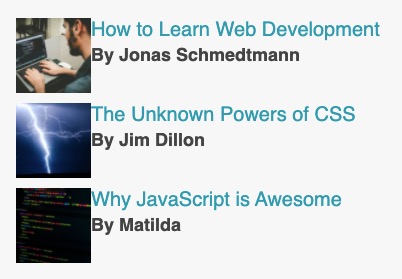 How to Learn Web Development
By Jonas Schmedtmann
The Unknown Powers of CSS
By Jim Dillon
Why JavaScript is Awesome
By Matilda